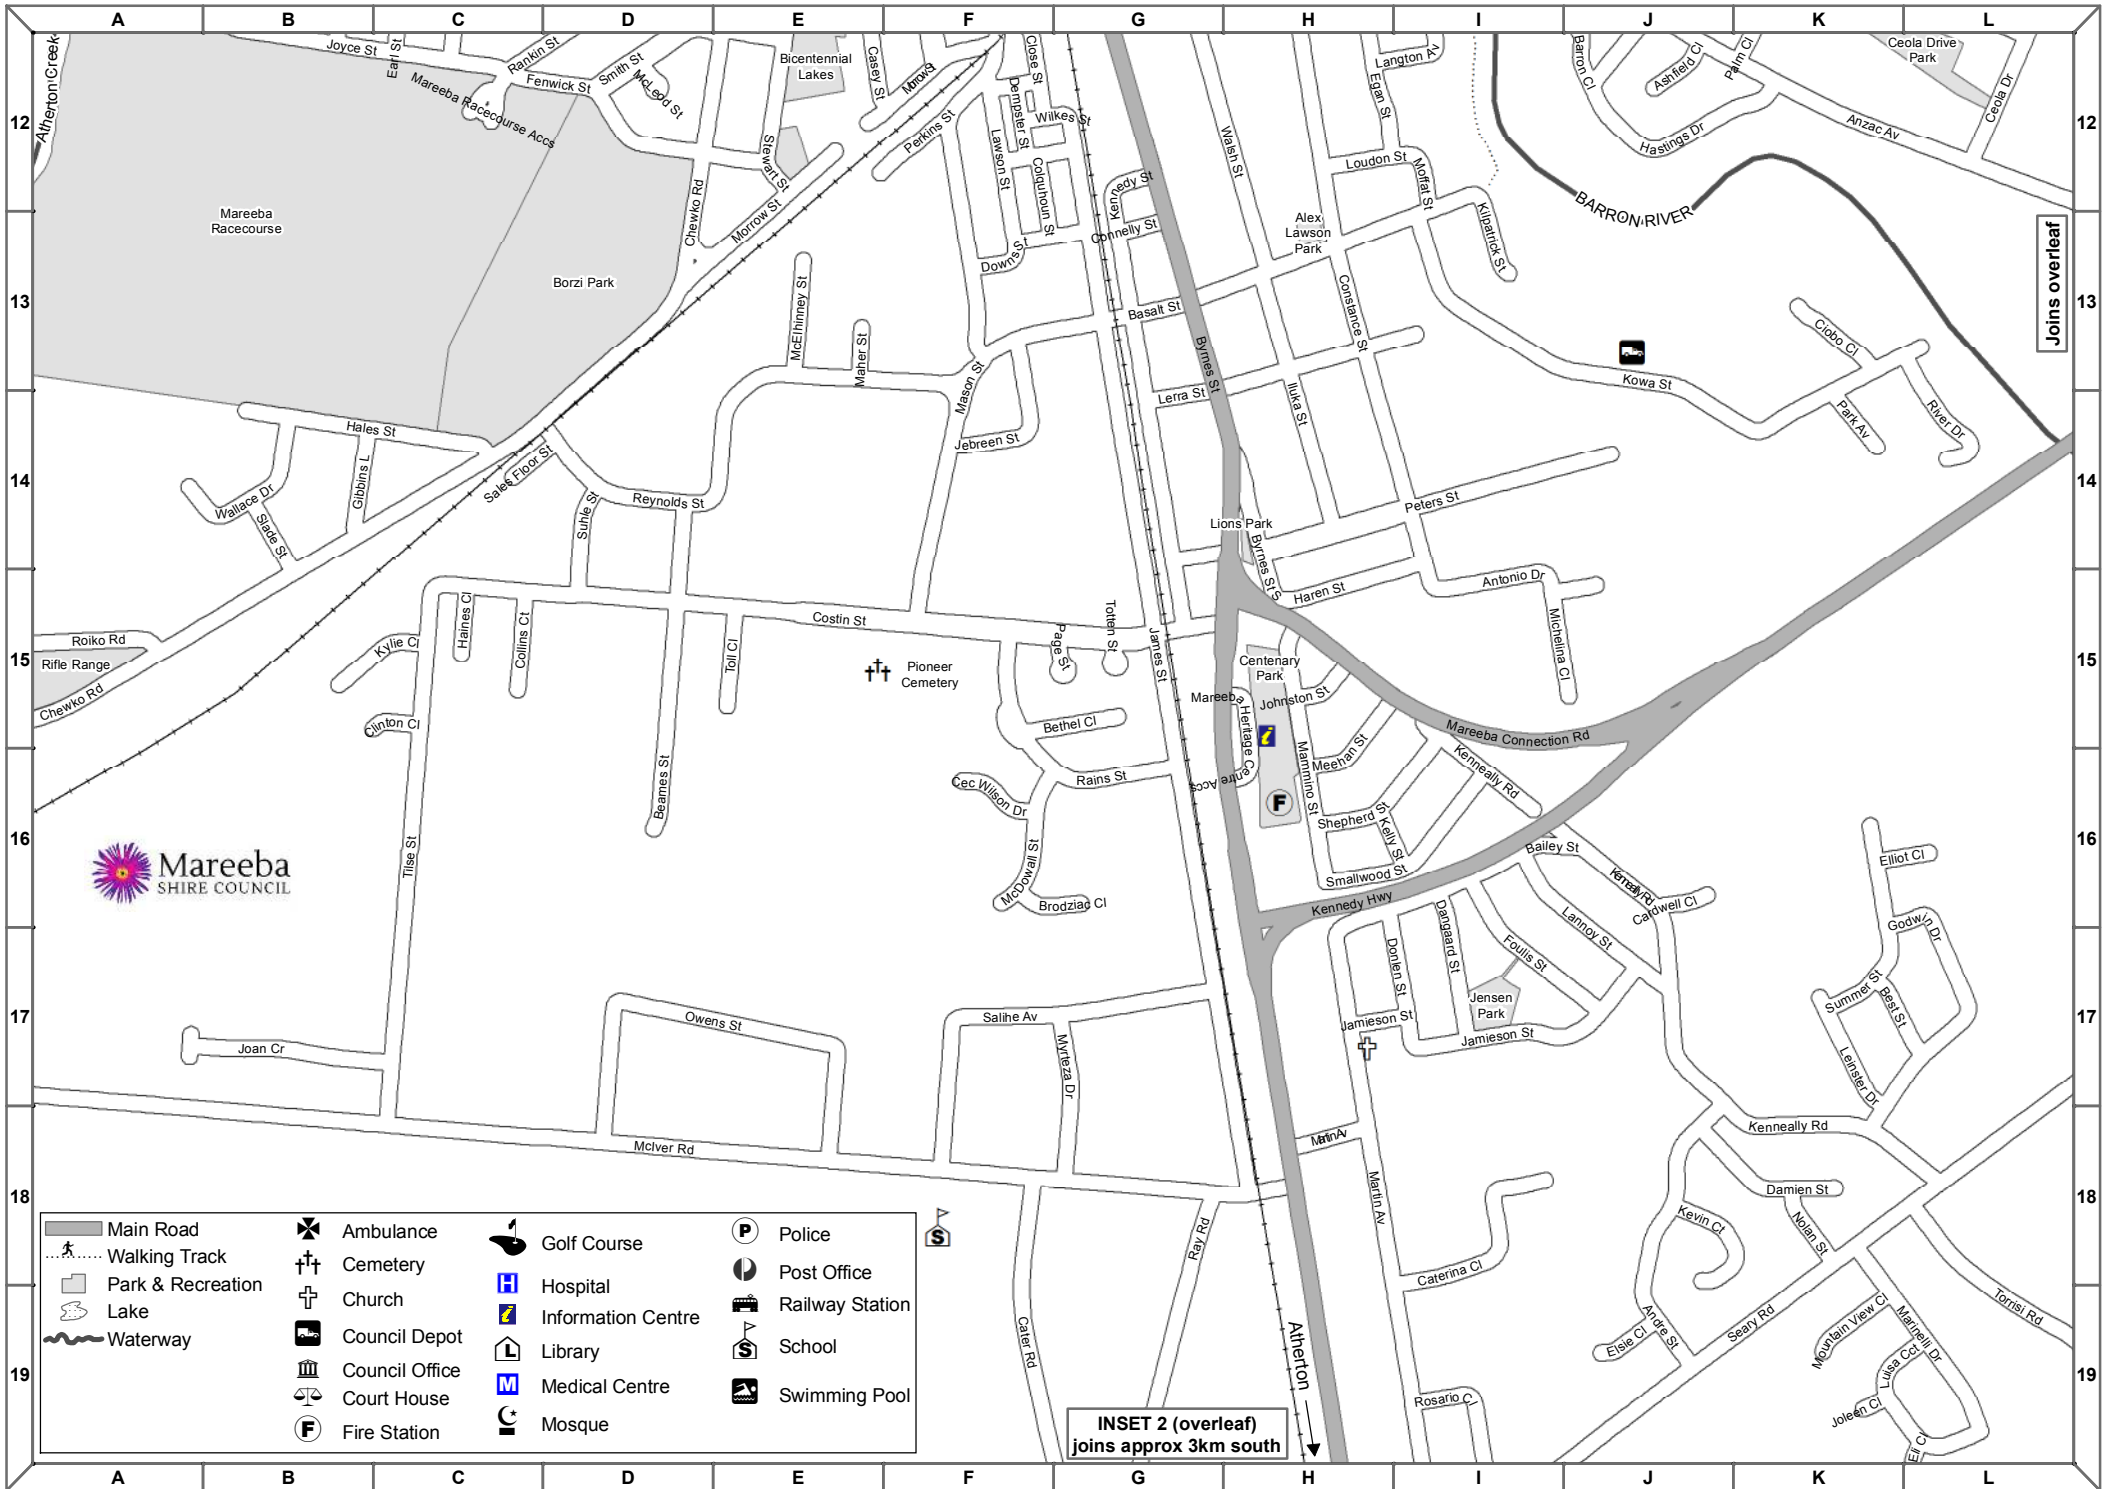 A B C D E F G H I J K L
12
13
14
15
16
17
18
19
12
13
14
15
16
17
18
19
A B C D E F G H I J K L
Atherton Creek
Joyce St
Earl St
Rankin St
Fenwick St
Smith St
McLeod St
Mareeba Racecourse Accs
Mareeba
Racecourse
Borzi Park
Chewko Rd
Stewart St
Morrow St
Bicentennial
Lakes
Casey St
Perkins St
Close St
Dempster St
Wilkes St
Lawson St
Colquhoun St
Downs St
Kennedy St
Connelly St
Basalt St
Walsh St
Langton Av
Egan St
Loudon St
Moffat St
Alex
Lawson
Park
Kilpatrick St
Constance St
Barron Cl
Ashfield Cl
Palm Cl
Hastings Dr
Anzac Av
Ceola Drive
Park
Ceola Dr
BARRON RIVER
Joins overleaf
McElhinney St
Maher St
Mason St
Jebreen St
Byrnes St
Lerra St
Iluka St
Kowa St
Ciobo Cl
Park Av
River Dr
Hales St
Gibbins L
Wallace Dr
Slade St
Sales Floor St
Suhle St
Reynolds St
Lions Park
Byrnes St S
Peters St
Haren St
Antonio Dr
Michelina Cl
Roiko Rd
Rifle Range
Chewko Rd
Kylie Cl
Haines Cl
Collins Ct
Clinton Cl
Costin St
Toll Cl
Beames St
Pioneer
Cemetery
Page St
Totten St
James St
Bethel Cl
Rains St
Cec Wilson Dr
McDowall St
Brodziac Cl
Centenary
Park
Mareeba
Heritage Centre Accs
Johnston St
Mammino St
Meehan St
Mareeba Connection Rd
Kenneally Rd
Shepherd St
Kelly St
Smallwood St
Kennedy Hwy
F
Bailey St
Cardwell Cl
Lannoy St
Foulis St
Dangaard St
Donlen St
Jensen
Park
Jamieson St
Jamieson St
Elliot Cl
Godwin Dr
Summer St
Best St
Leinster Dr
Mareeba
SHIRE COUNCIL
Tilse St
Joan Cr
Owens St
Salihe Av
Myrteza Dr
McIver Rd
Martin Av
Kenneally Rd
Damien St
Nolan St
Kevin Ct
Caterina Cl
Ray Rd
Cater Rd
Atherton
Andre St
Elsie Cl
Seary Rd
Mountain View Cl
Marinelli Dr
Torrisi Rd
Luisa Cct
Joleen Cl
Eli Cl
Rosario Cl
S
INSET 2 (overleaf)
joins approx 3km south
Main Road
Walking Track
Park & Recreation
Lake
Waterway
Ambulance
Cemetery
Church
Council Depot
Council Office
Court House
F Fire Station
Golf Course
H Hospital
i Information Centre
L Library
M Medical Centre
Mosque
P Police
Post Office
Railway Station
S School
Swimming Pool